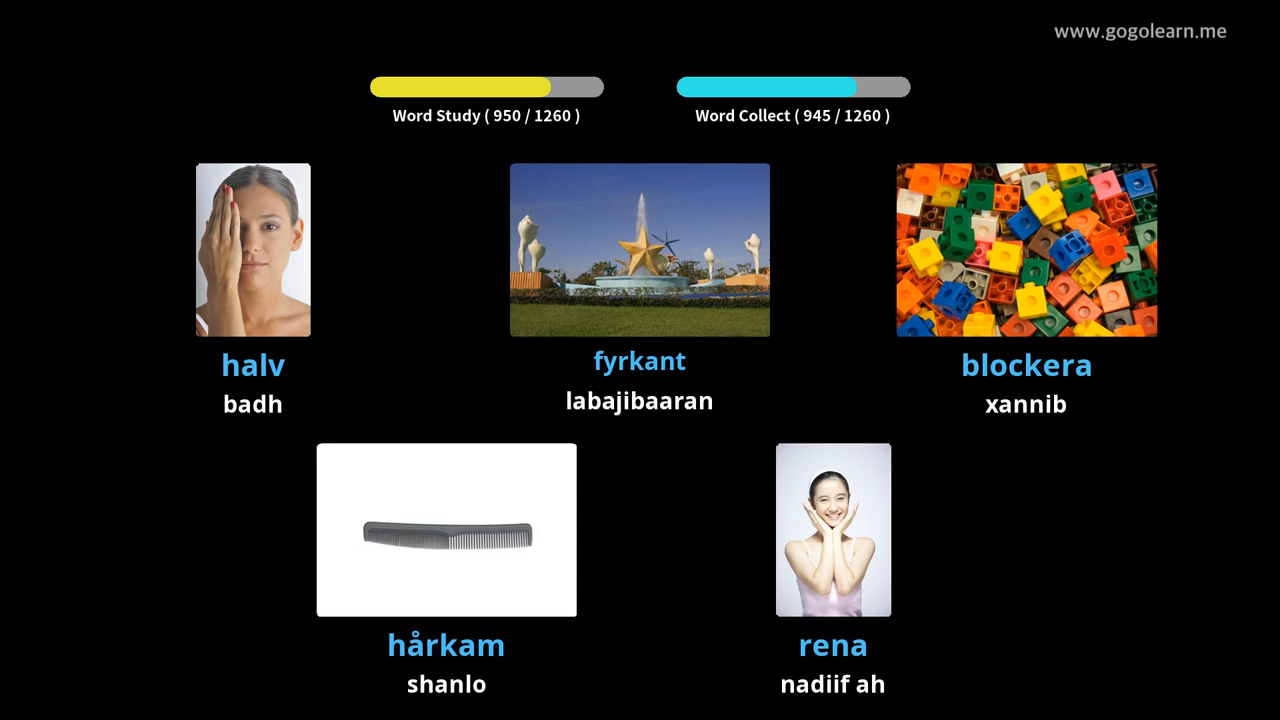 www.gogolearn.me
Word Study ( 950 / 1260 )
Word Collect ( 945 / 1260 )
halv
badh
fyrkant
labajibaaran
blockera
xannib
hårkam
shanlo
rena
nadiif ah